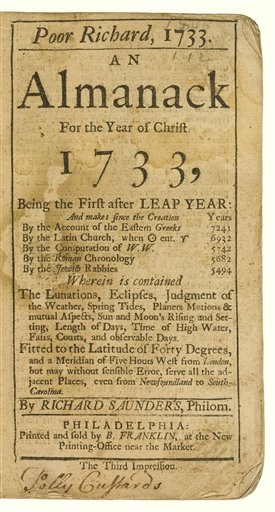 Poor Richard, 1733.
AN
Almanack
For the Year of Christ
1733,
Being the First after LEAP YEAR:
And makes since the Creation Years
By the Account of the Eastern Greeks 7241
By the Latin Church, when ☉ ent. ♈ 6932
By the Computation of W.W. 5742
By the Roman Chronology 5682
By the Jewish Rabbies 5494
Wherein is contained
The Lunations, Eclipses, Judgment of
the Weather, Spring Tides, Planets Motions &
mutual Aspects, Sun and Moon's Rising and Set-
ting, Length of Days, Time of High Water,
Fairs, Courts, and observable Days.
Fitted to the Latitude of Forty Degrees,
and a Meridian of Five Hours West from London,
but may without sensible Error, serve all the ad-
jacent Places, even from Newfoundland to South-
Carolina.
By RICHARD SAUNDERS, Philom.
PHILADELPHIA:
Printed and sold by B. FRANKLIN, at the New
Printing-Office near the Market.
The Third Impression.